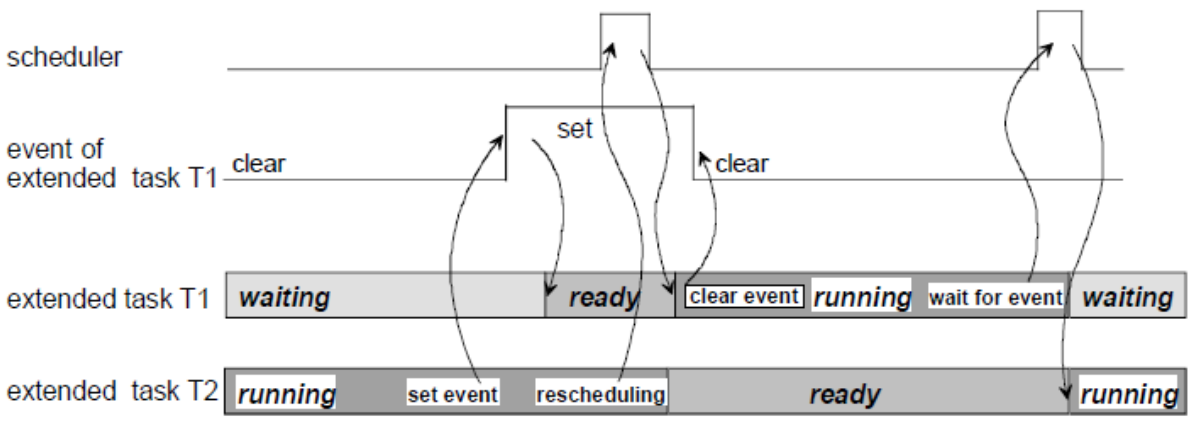 scheduler
set
event of
extended task T1
clear
clear
extended task T1
waiting
ready
clear event
running
wait for event
waiting
extended task T2
running
set event
rescheduling
ready
running